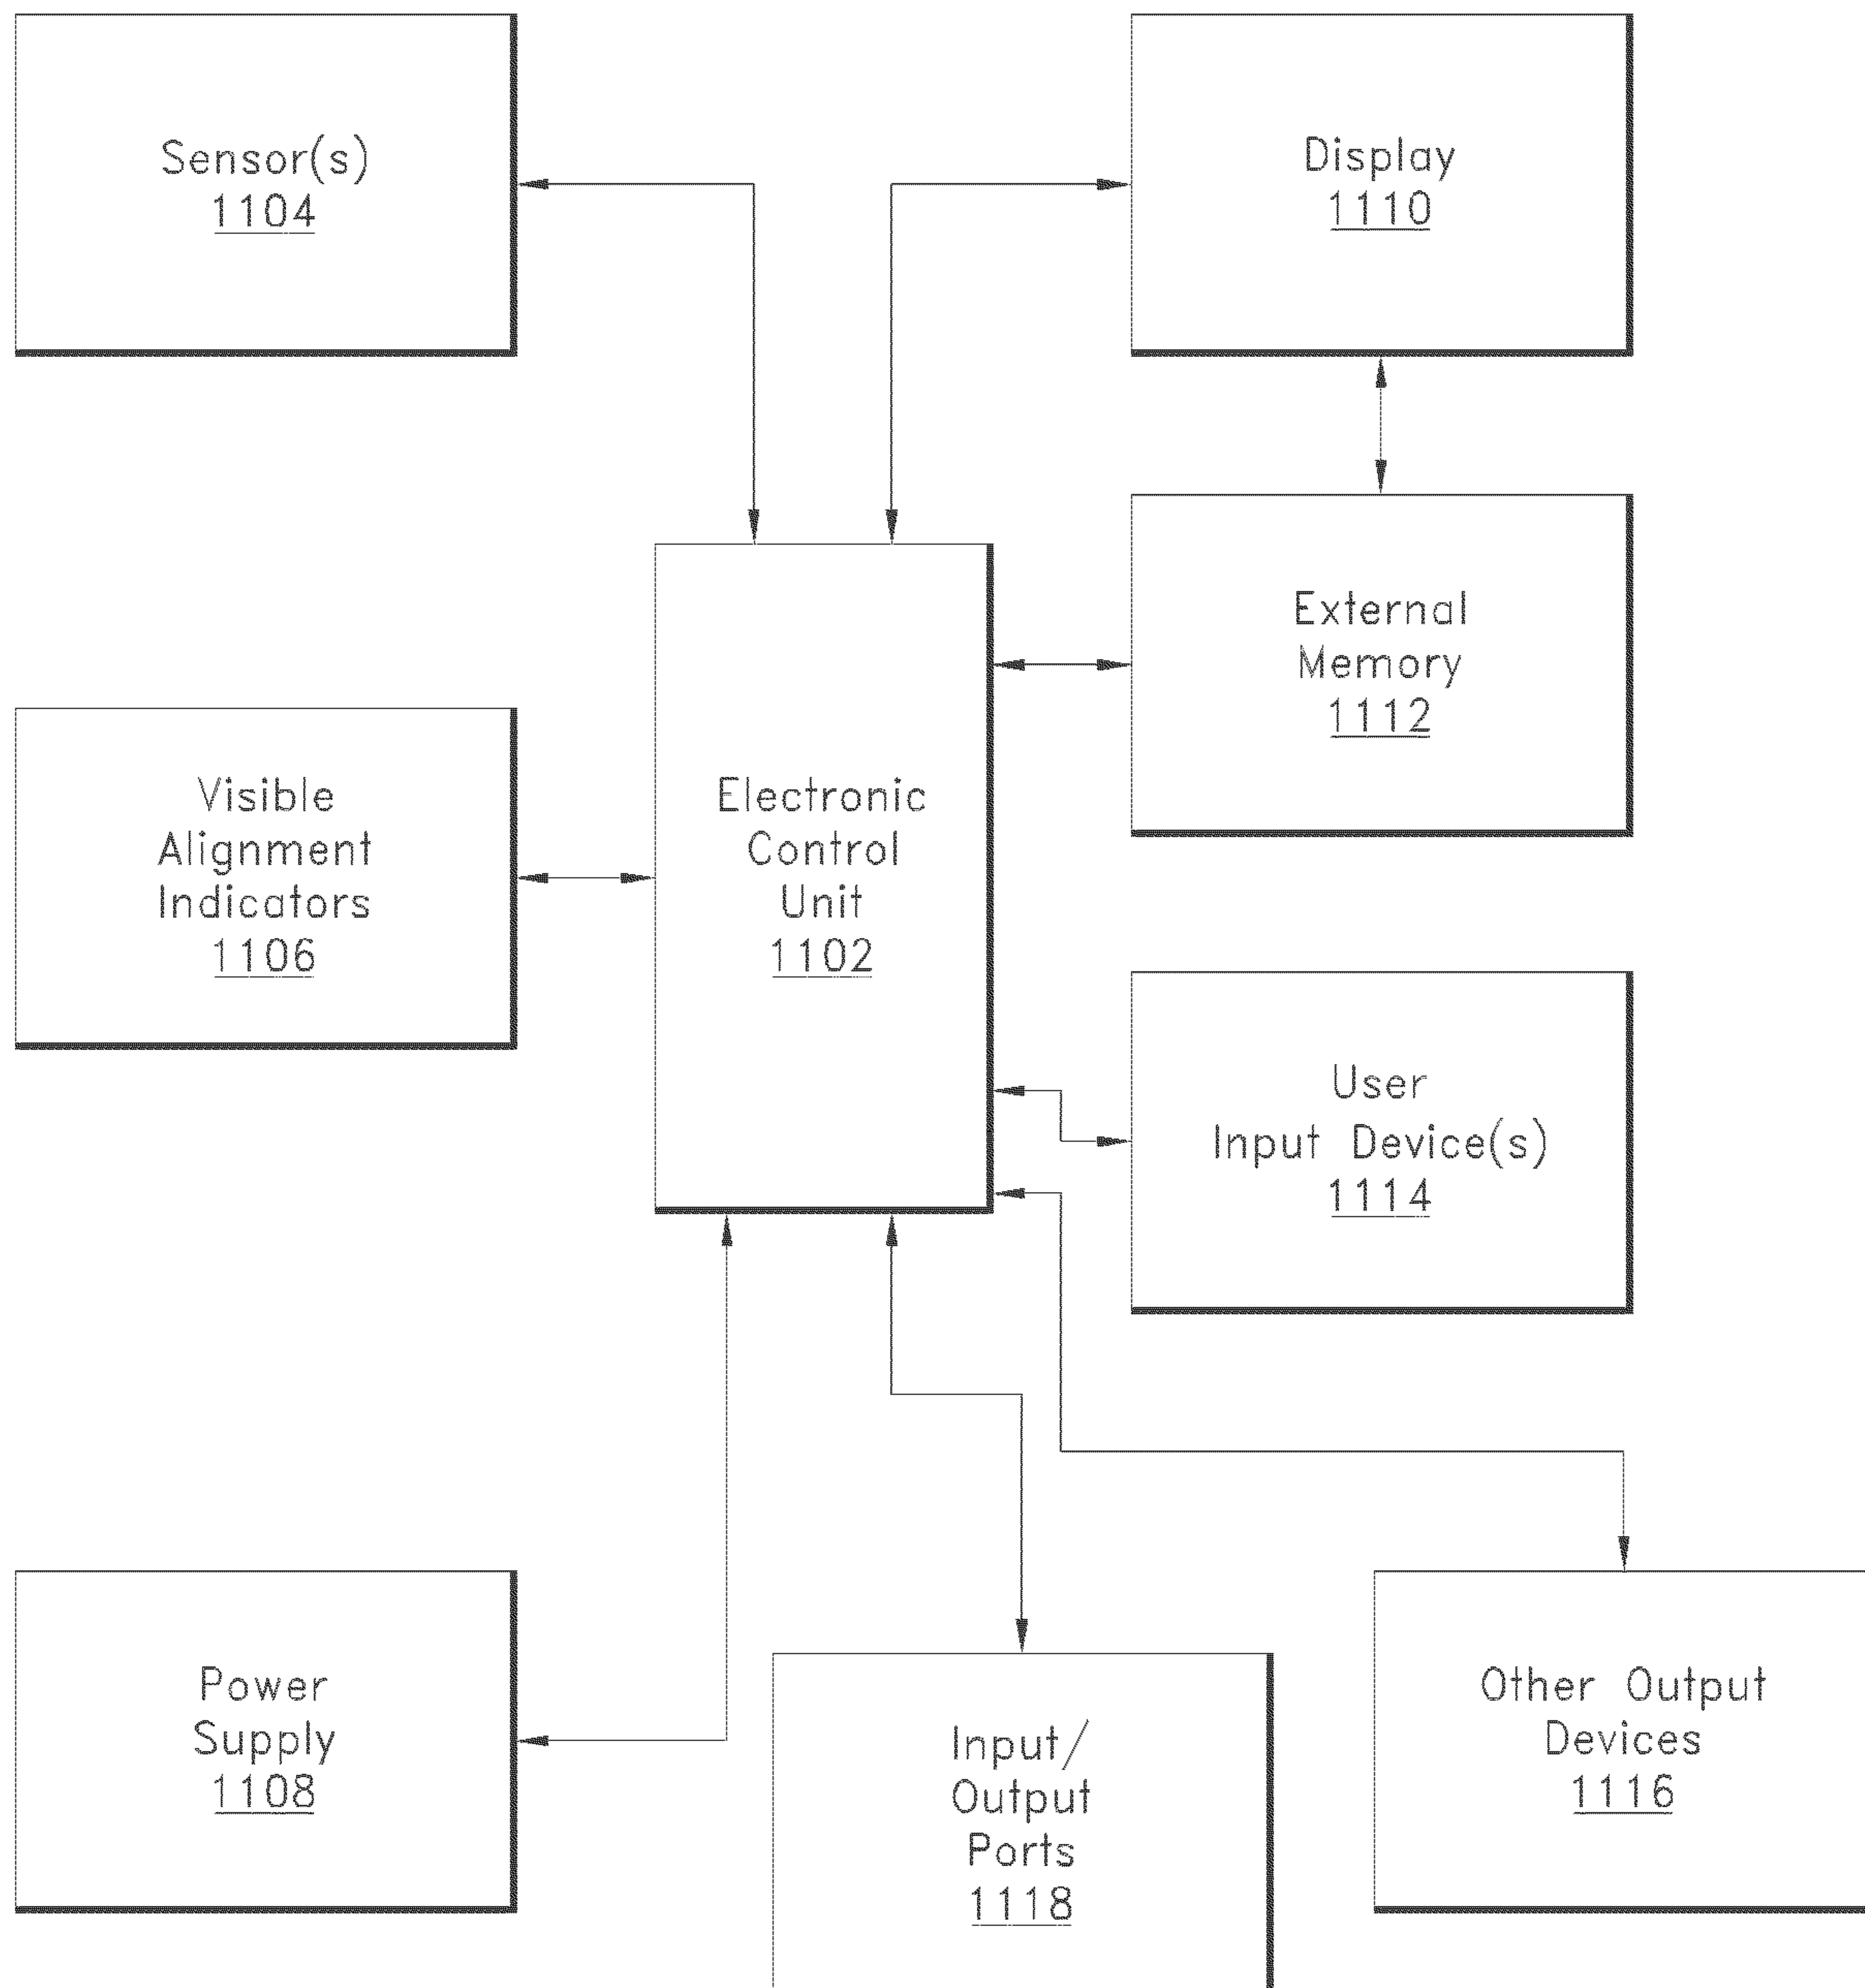 Sensor(s)
1104
Display
1110
External
Memory
1112
Visible
Alignment
Indicators
1106
Electronic
Control
Unit
1102
User
Input Device(s)
1114
Power
Supply
1108
Input/
Output
Ports
1118
Other Output
Devices
1116